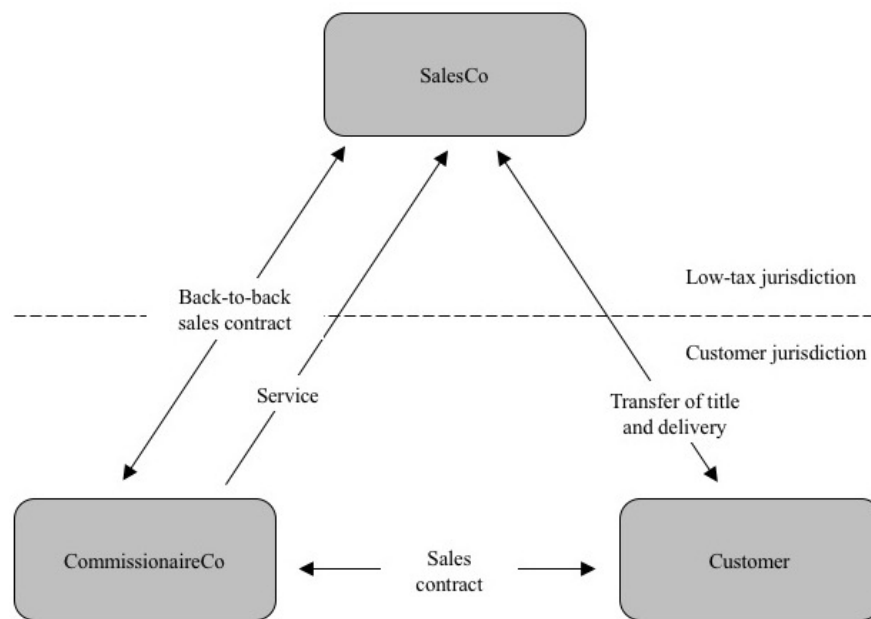 SalesCo
Low-tax jurisdiction
Back-to-back
sales contract
Customer jurisdiction
Service
Transfer of title
and delivery
CommissionaireCo
Sales
contract
Customer